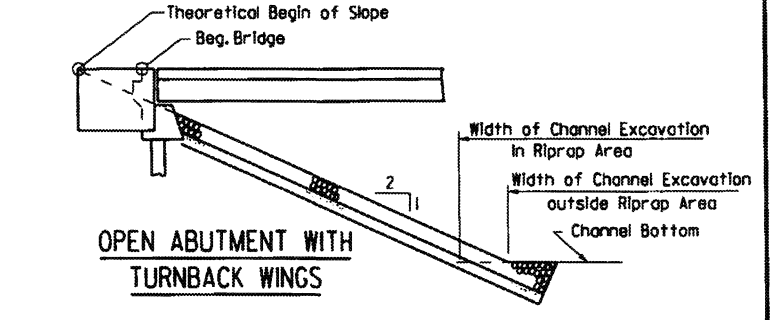 Theoretical Begin of Slope
Beg. Bridge
Width of Channel Excavation
in Riprap Area
2
1
Width of Channel Excavation
outside Riprap Area
Channel Bottom
OPEN ABUTMENT WITH
TURNBACK WINGS